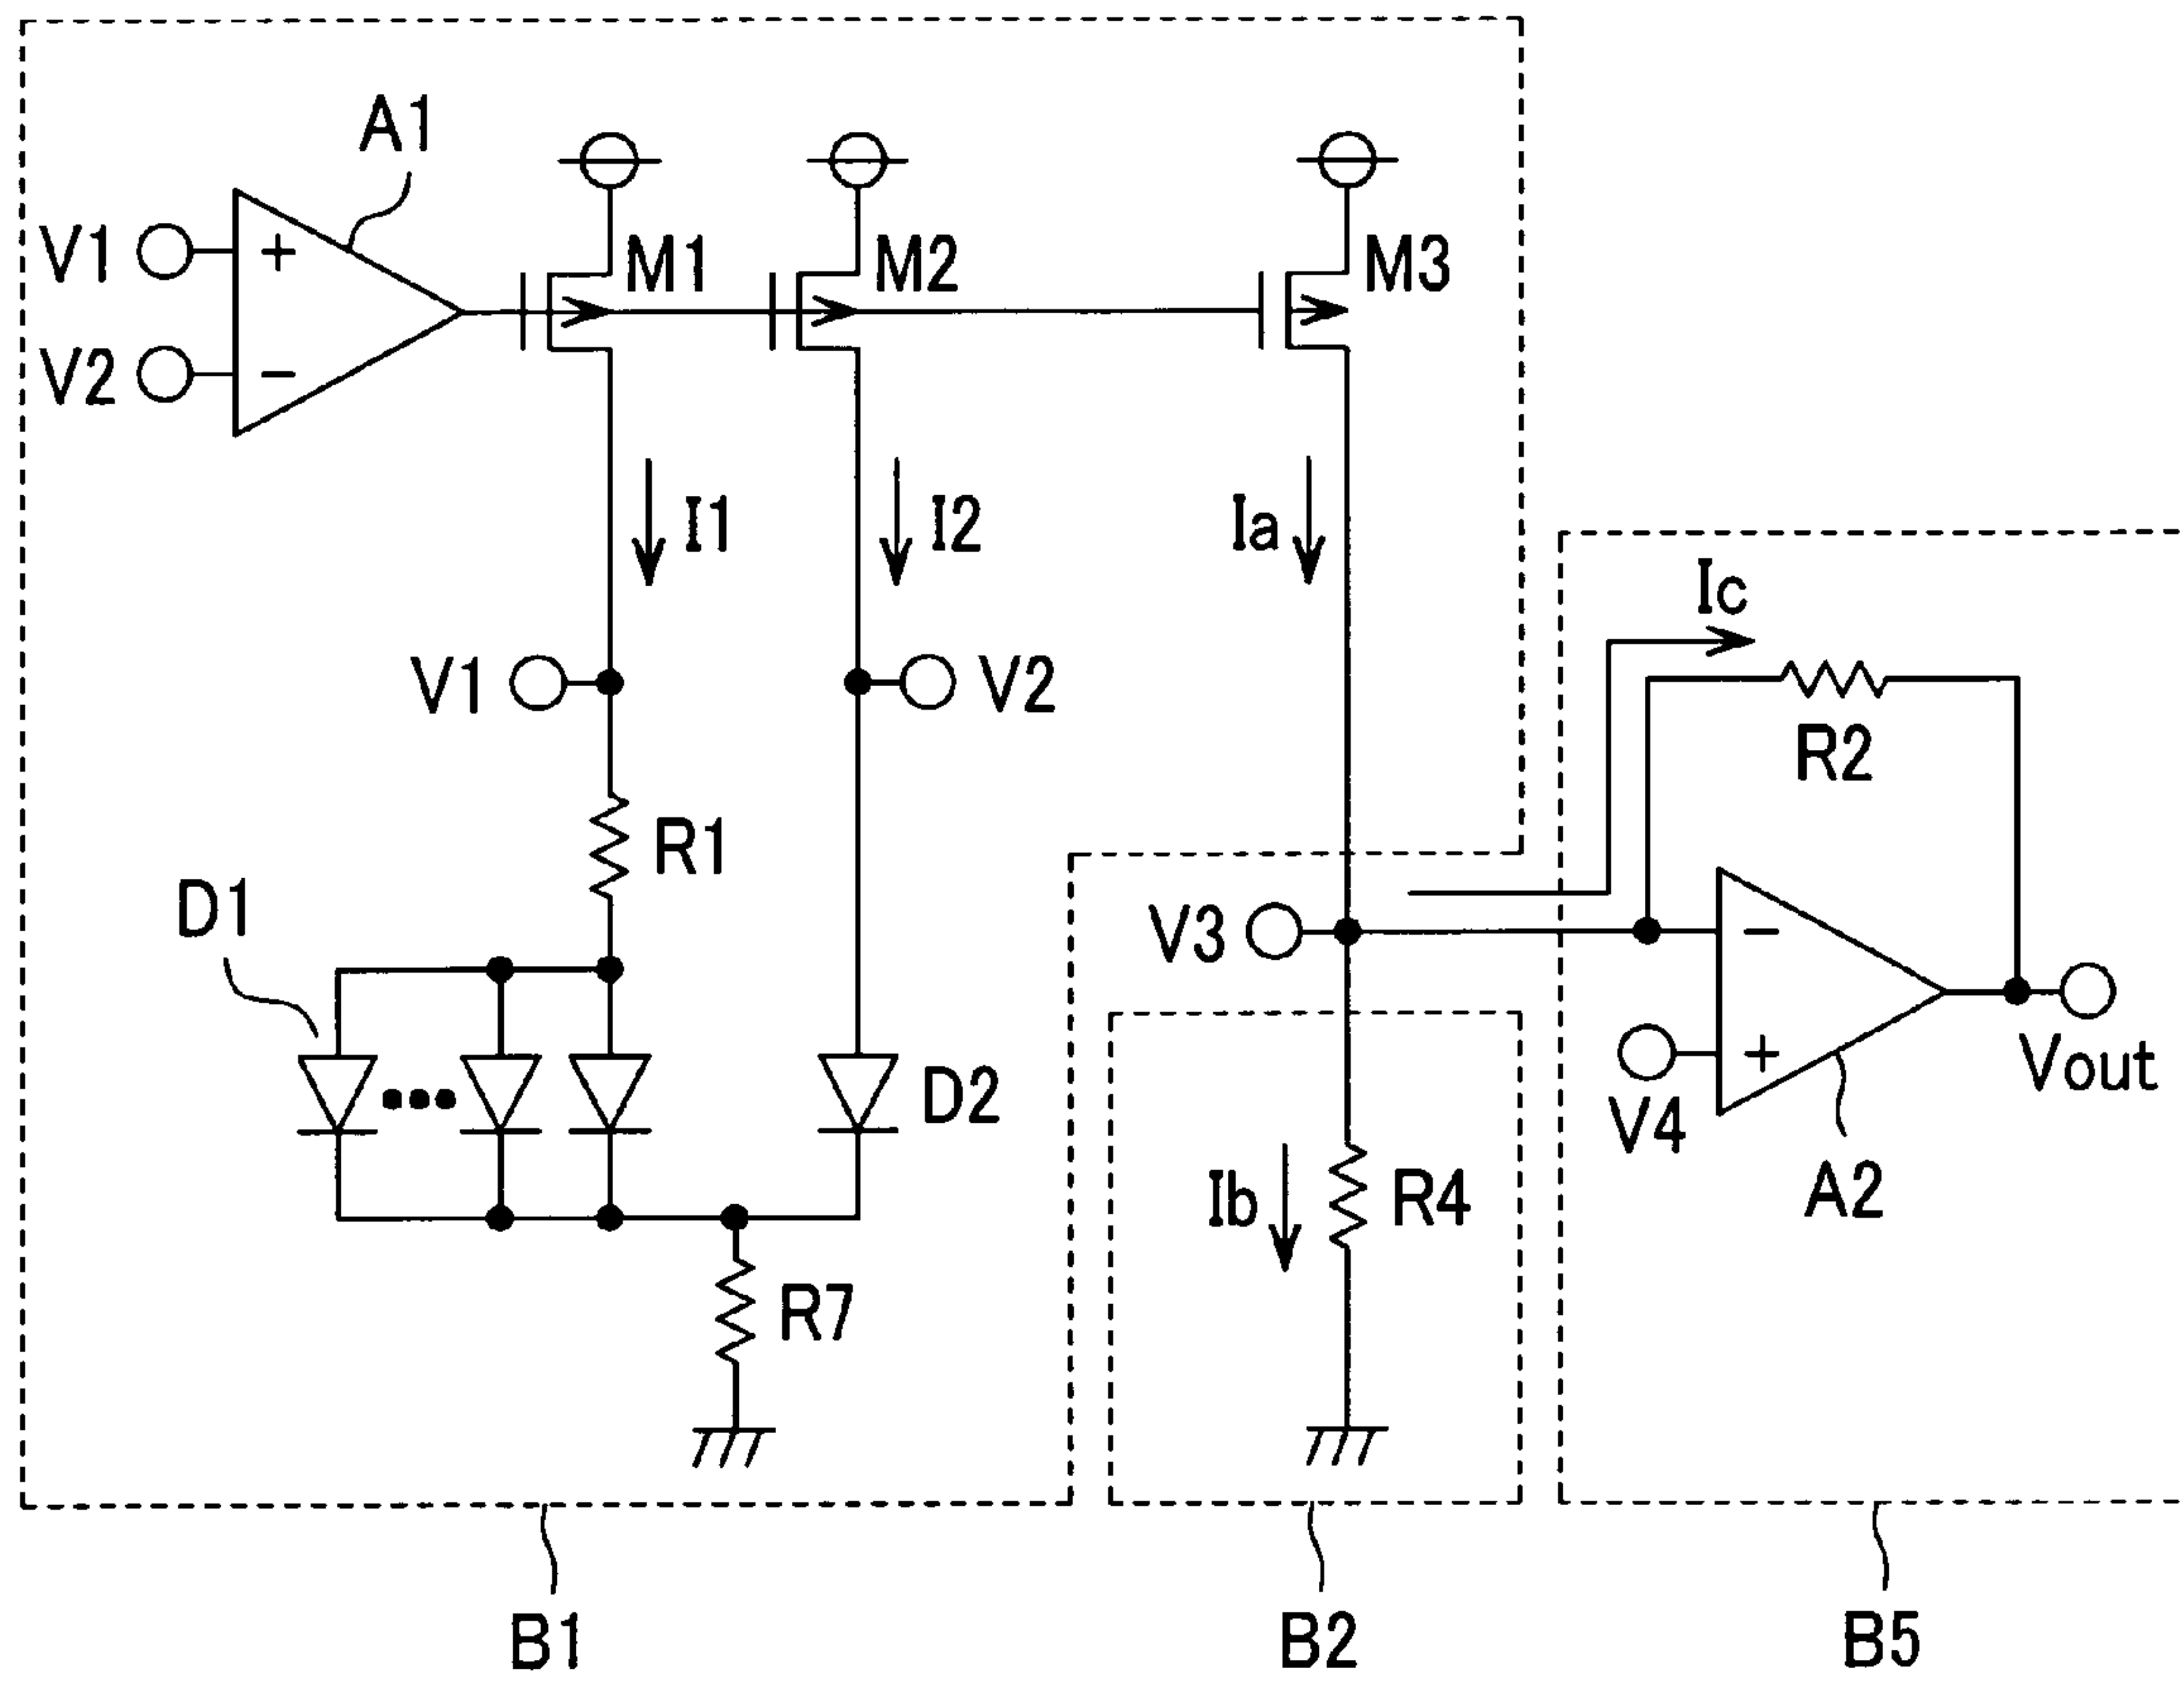 A1
V1
+
M1
M2
M3
V2
−
I1
I2
Ia
Ic
V1
V2
R2
R1
D1
V3
−
+
Vout
D2
V4
A2
Ib
R4
R7
B1
B2
B5